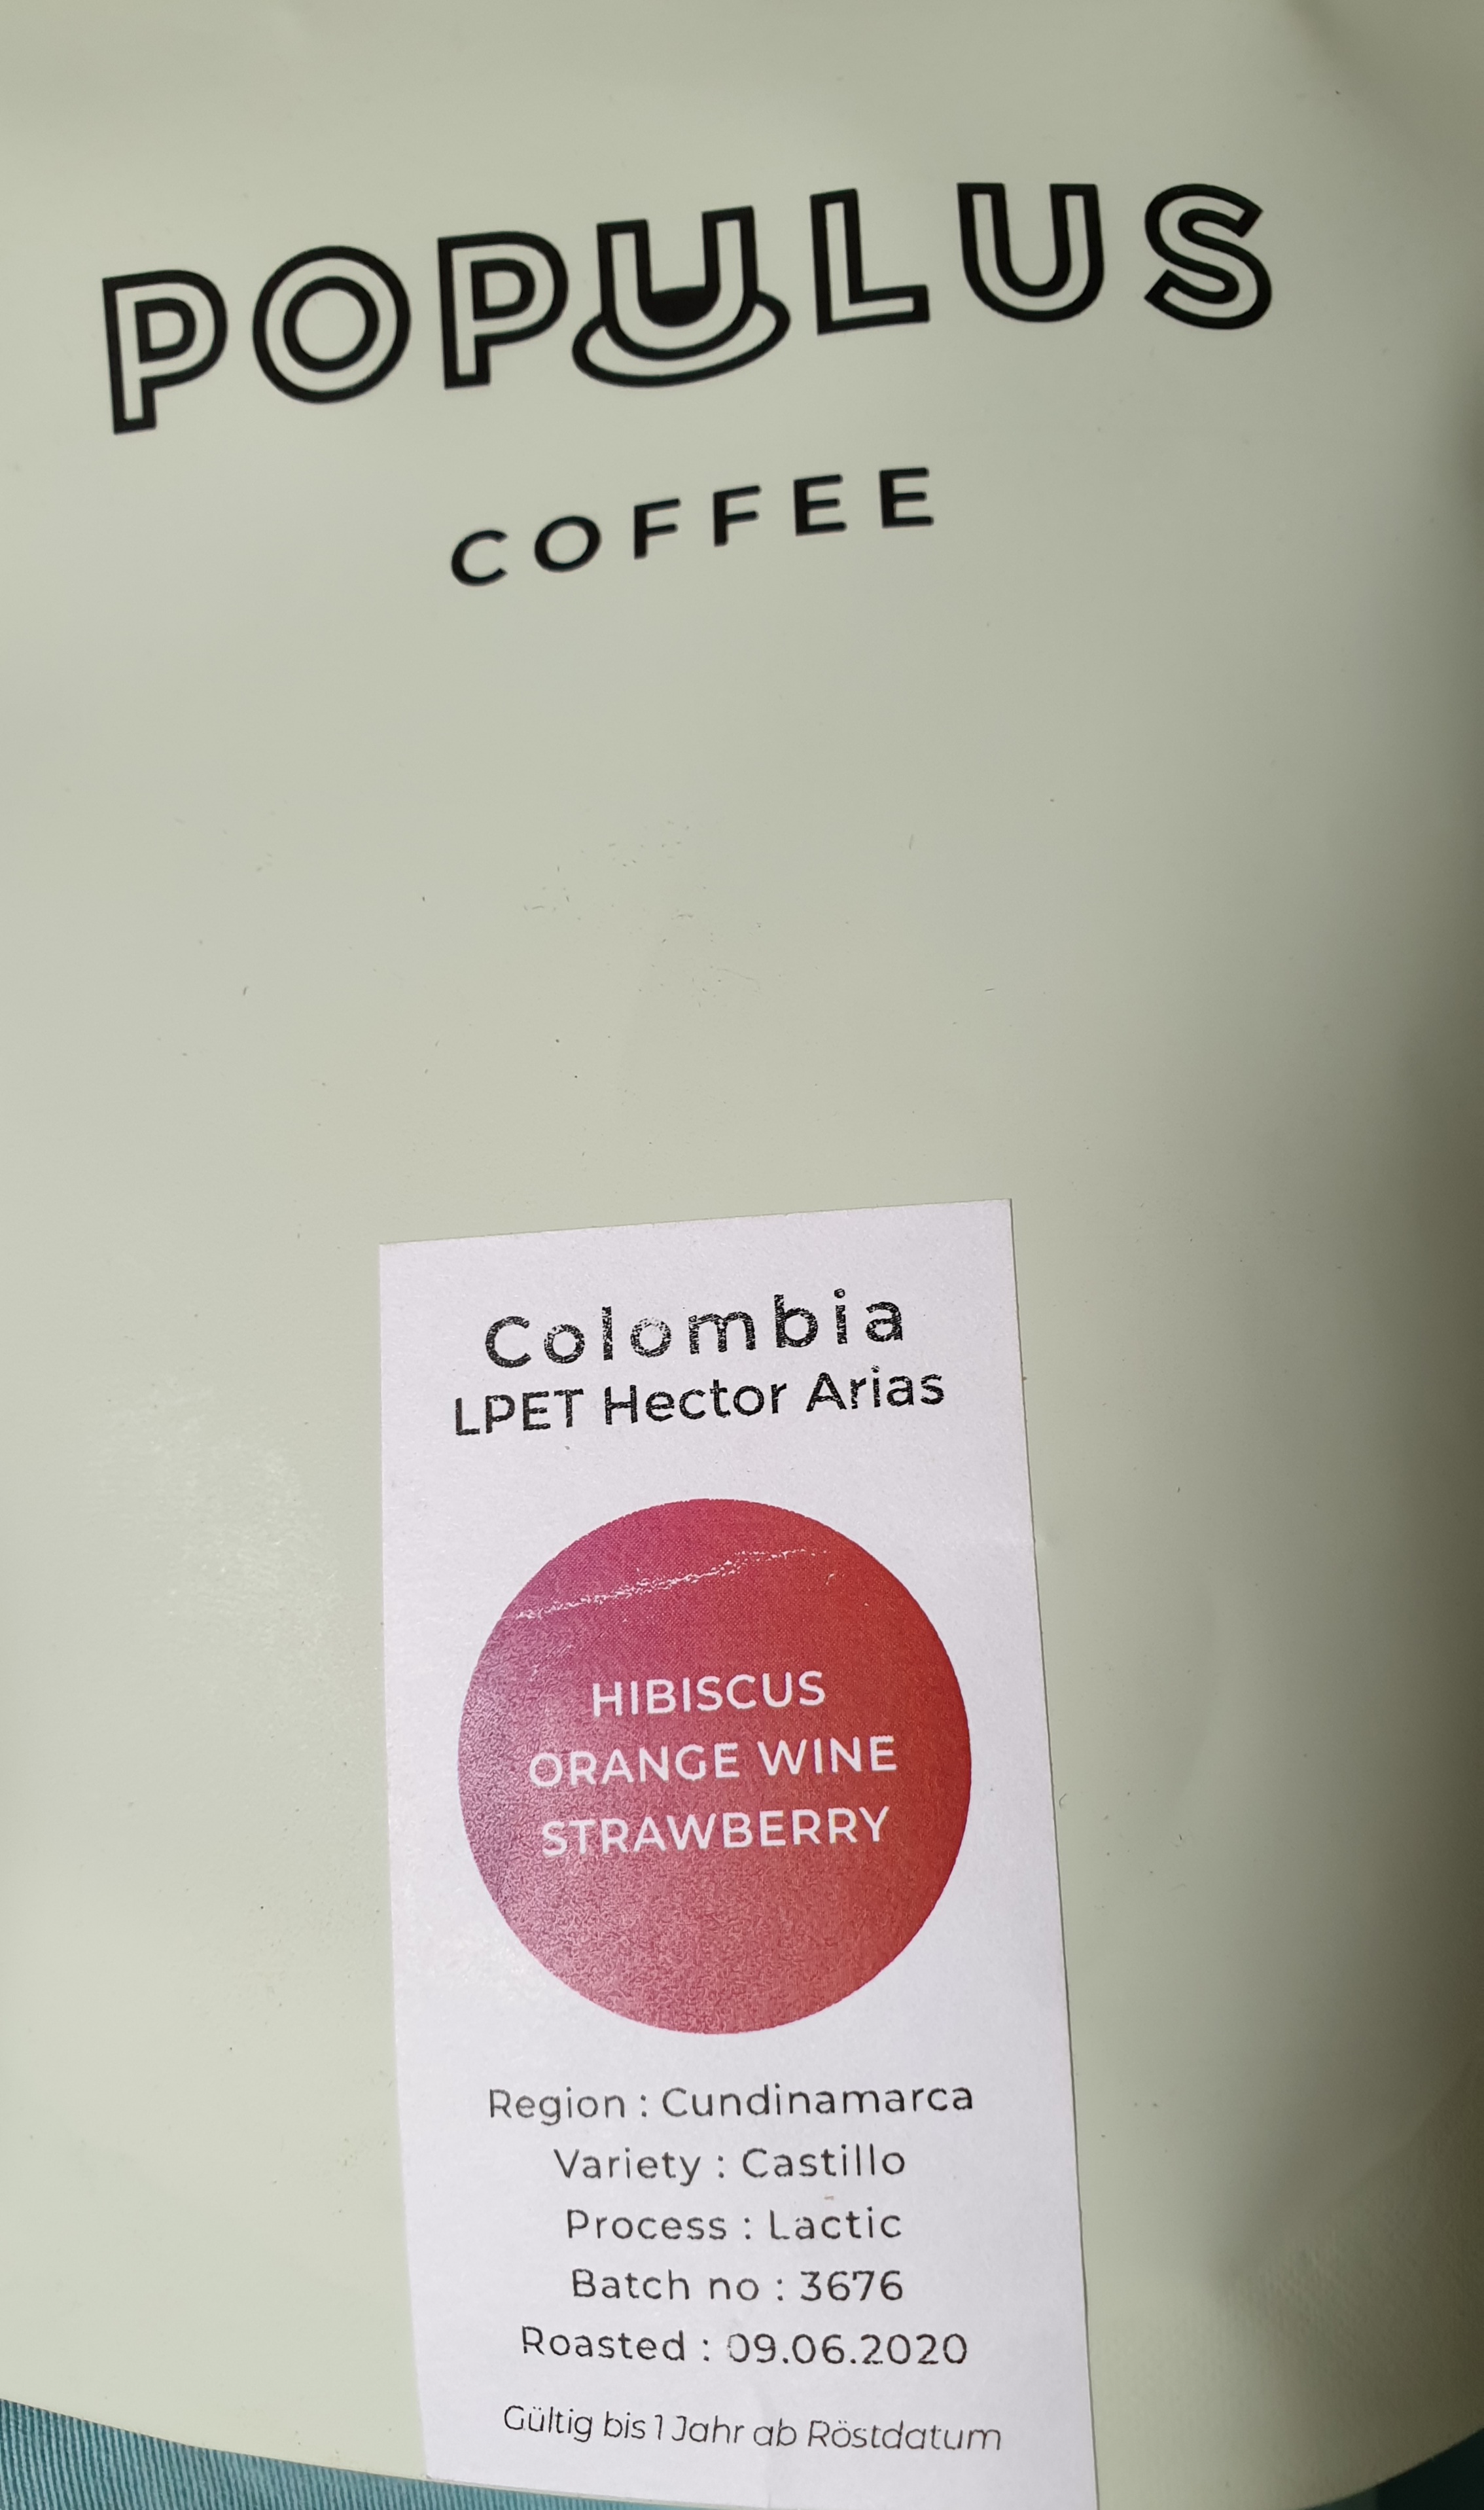 POPULUS
COFFEE
Colombia
LPET Hector Arias
HIBISCUS
ORANGE WINE
STRAWBERRY
Region : Cundinamarca
Variety : Castillo
Process : Lactic
Batch no : 3676
Roasted : 09.06.2020
Gültig bis 1 Jahr ab Röstdatum